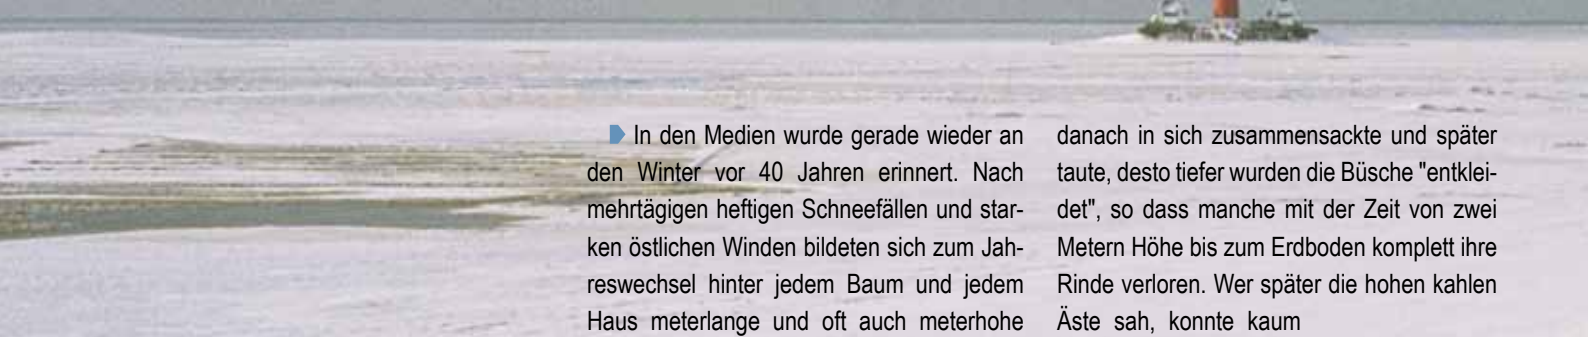 In den Medien wurde gerade wieder an
den Winter vor 40 Jahren erinnert. Nach
mehrtägigen heftigen Schneefällen und star-
ken östlichen Winden bildeten sich zum Jah-
reswechsel hinter jedem Baum und jedem
Haus meterlange und oft auch meterhohe
danach in sich zusammensackte und später
taute, desto tiefer wurden die Büsche "entklei-
det", so dass manche mit der Zeit von zwei
Metern Höhe bis zum Erdboden komplett ihre
Rinde verloren. Wer später die hohen kahlen
Äste sah, konnte kaum